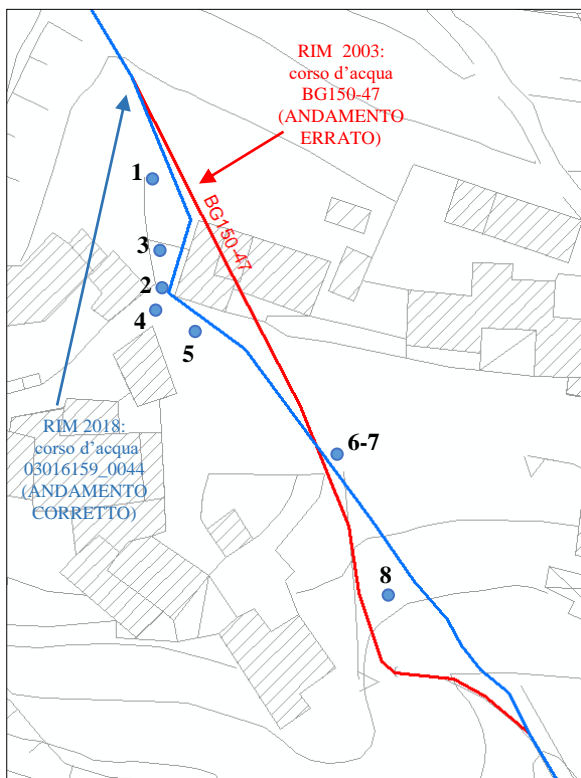 RIM 2003:
corso d'acqua
BG150-47
(ANDAMENTO
ERRATO)
1
BG150-47
3
2
4
5
RIM 2018:
corso d'acqua
03016159_0044
(ANDAMENTO
CORRETTO)
6-7
8